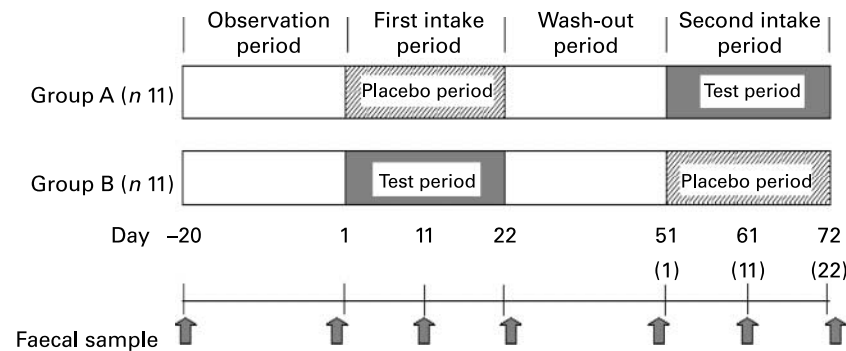 Observation period
First intake period
Wash-out period
Second intake period
Group A (n 11)
Placebo period
Test period
Group B (n 11)
Test period
Placebo period
Day –20 1 11 22 51 61 72
(1) (11) (22)
Faecal sample